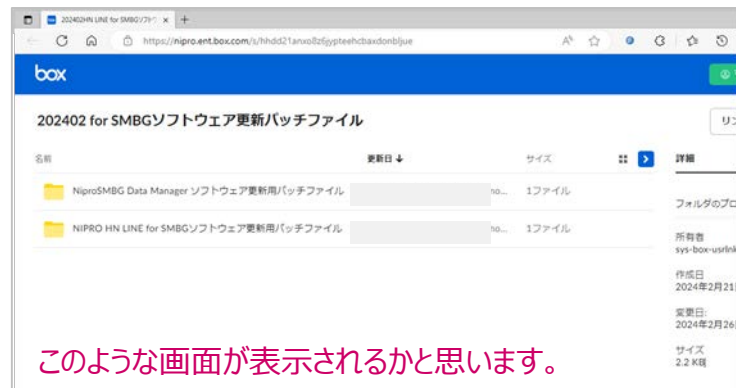 202402HN LINE for SMBGソフトウ
https://nipro.ent.box.com/s/hhdd21anxo8z6jypteehcbaxdonbljue
box
202402 for SMBGソフトウェア更新パッチファイル
リン
名前 更新日 サイズ 詳細
NiproSMBG Data Manager ソフトウェア更新用パッチファイル no... 1ファイル
NIPRO HN LINE for SMBGソフトウェア更新用パッチファイル no... 1ファイル
フォルダのプロ
所有者
sys-box-usrlnk
作成日
2024年2月21
変更日:
2024年2月26
サイズ
2.2 KB
このような画面が表示されるかと思います。